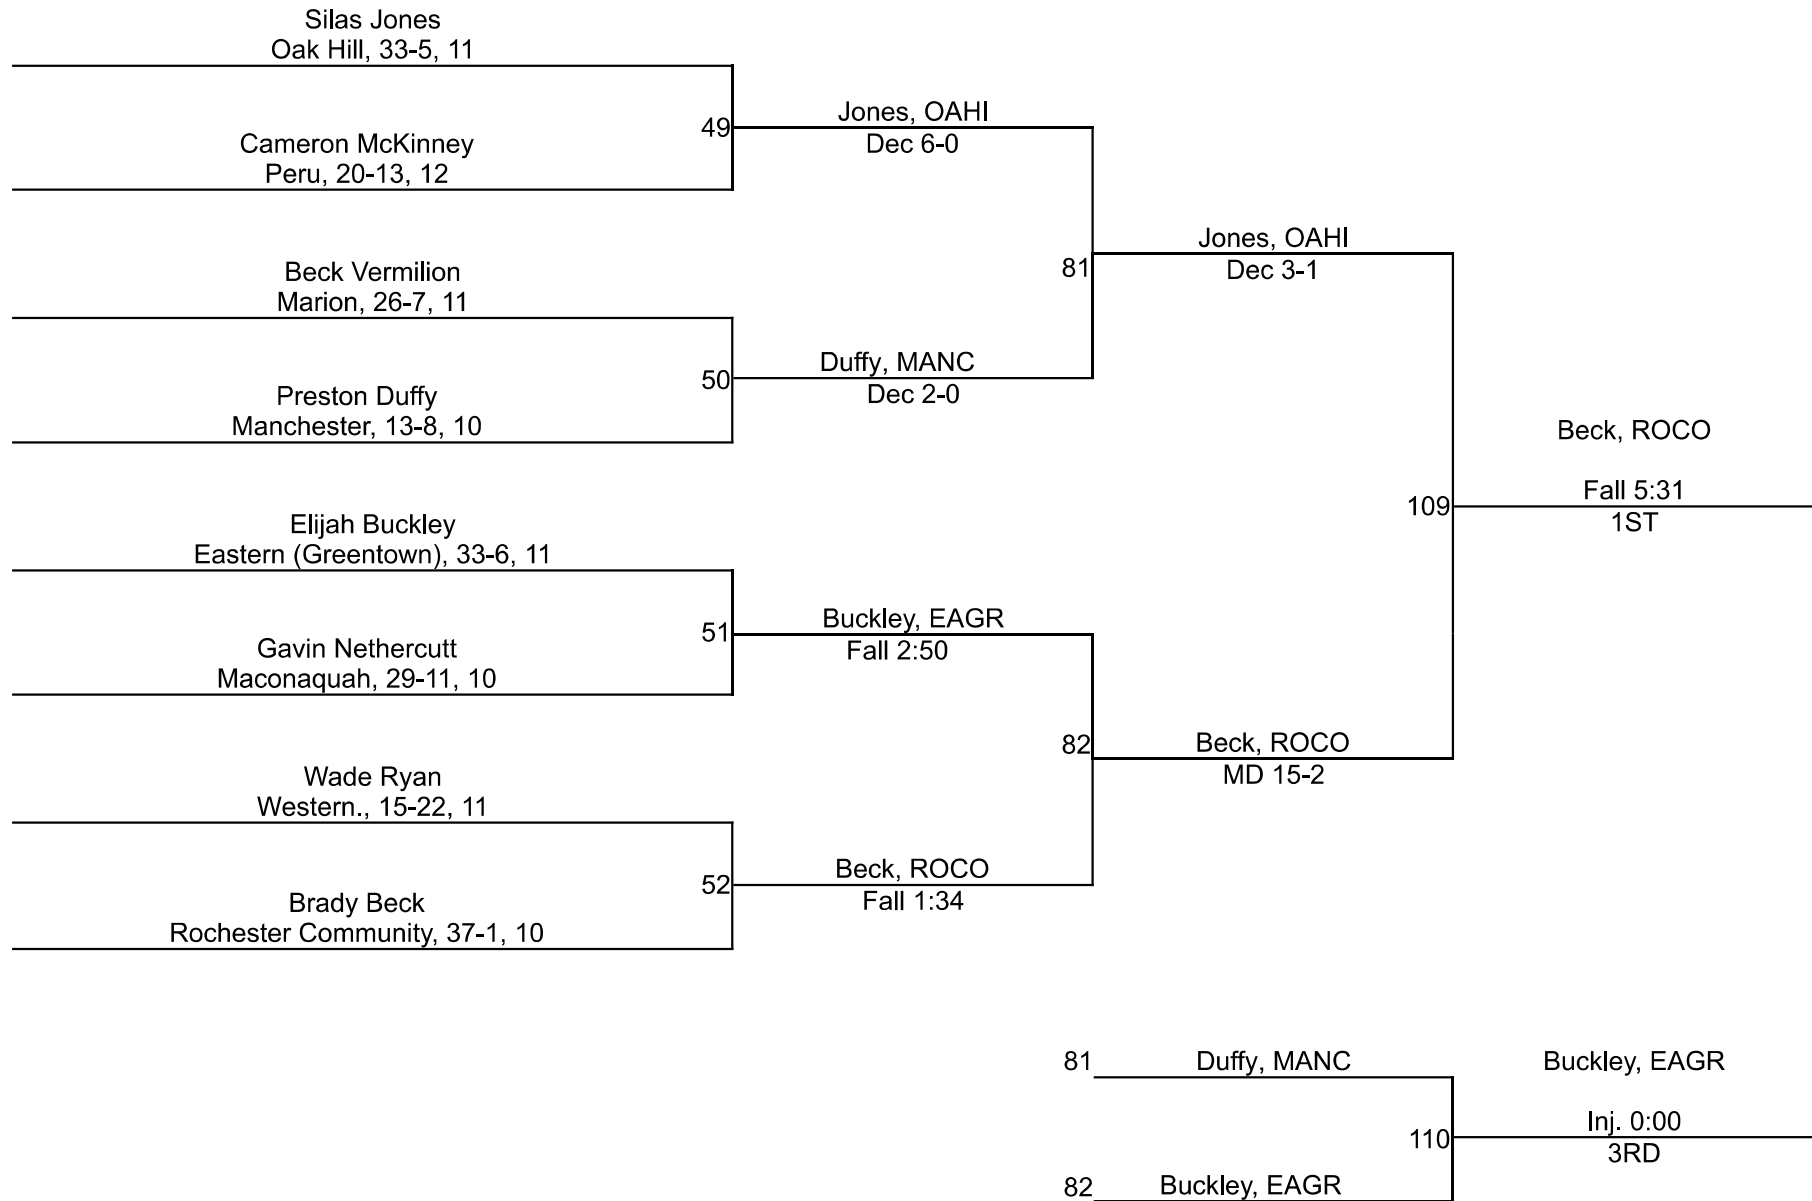 Silas Jones
Oak Hill, 33-5, 11
49
Jones, OAHI
Dec 6-0
Cameron McKinney
Peru, 20-13, 12
81
Jones, OAHI
Dec 3-1
Beck Vermilion
Marion, 26-7, 11
50
Duffy, MANC
Dec 2-0
Preston Duffy
Manchester, 13-8, 10
109
Beck, ROCO
Fall 5:31
1ST
Elijah Buckley
Eastern (Greentown), 33-6, 11
51
Buckley, EAGR
Fall 2:50
Gavin Nethercutt
Maconaquah, 29-11, 10
82
Beck, ROCO
MD 15-2
Wade Ryan
Western., 15-22, 11
52
Beck, ROCO
Fall 1:34
Brady Beck
Rochester Community, 37-1, 10
81
Duffy, MANC
Buckley, EAGR
110
Inj. 0:00
3RD
82
Buckley, EAGR